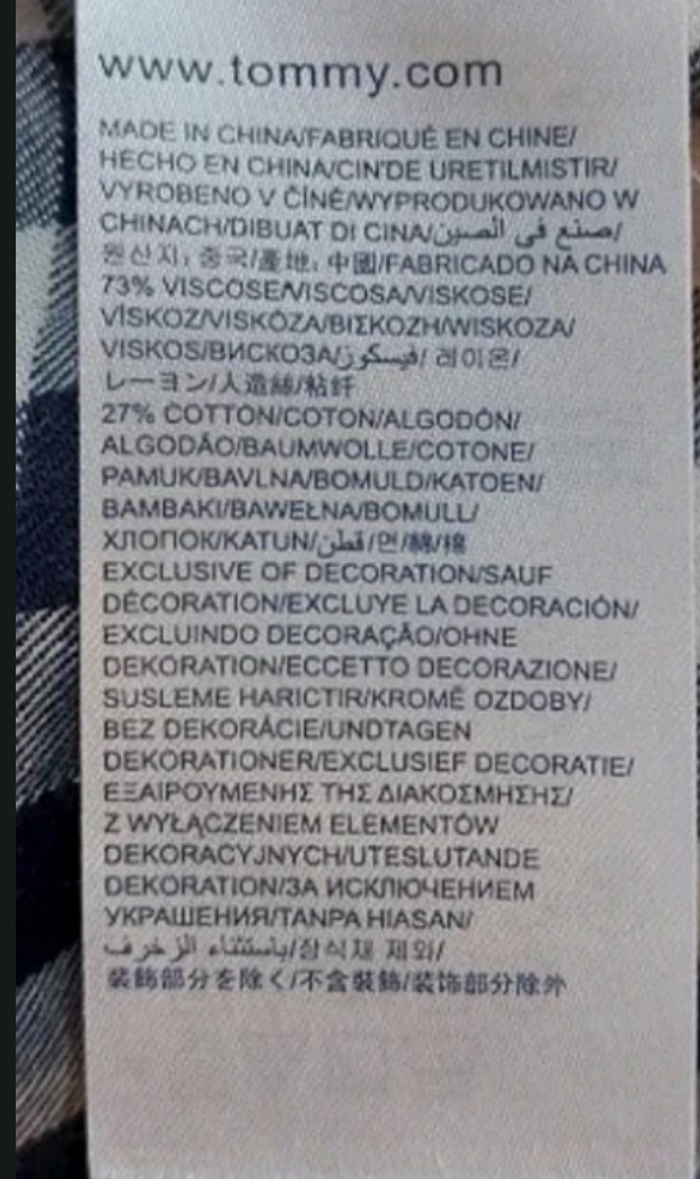 www.tommy.com
MADE IN CHINA/FABRIQUÉ EN CHINE/
HECHO EN CHINA/CIN'DE URETILMISTIR/
VYROBENO V ČÍNĚ/WYPRODUKOWANO W
CHINACH/DIBUAT DI CINA/صنع في الصين/
원산지: 중국/產地: 中國/FABRICADO NA CHINA
73% VISCOSE/VISCOSA/VISKOSE/
VİSKOZ/VISKÓZA/ΒΙΣΚΟΖΗ/WISKOZA/
VISKOS/ВИСКОЗА/فيسكوز/ 레이온/
レーヨン/人造絲/粘纤
27% COTTON/COTON/ALGODÓN/
ALGODÃO/BAUMWOLLE/COTONE/
PAMUK/BAVLNA/BOMULD/KATOEN/
BAMBAKI/BAWEŁNA/BOMULL/
ХЛОПОК/KATUN/قطن/면/綿/棉
EXCLUSIVE OF DECORATION/SAUF
DÉCORATION/EXCLUYE LA DECORACIÓN/
EXCLUINDO DECORAÇÃO/OHNE
DEKORATION/ECCETTO DECORAZIONE/
SUSLEME HARICTIR/KROMĚ OZDOBY/
BEZ DEKORÁCIE/UNDTAGEN
DEKORATIONER/EXCLUSIEF DECORATIE/
ΕΞΑΙΡΟΥΜΕΝΗΣ ΤΗΣ ΔΙΑΚΟΣΜΗΣΗΣ/
Z WYŁĄCZENIEM ELEMENTÓW
DEKORACYJNYCH/UTESLUTANDE
DEKORATION/ЗА ИСКЛЮЧЕНИЕМ
УКРАШЕНИЯ/TANPA HIASAN/
باستثناء الزخرف/장식재 제외/
装飾部分を除く/不含裝飾/装饰部分除外